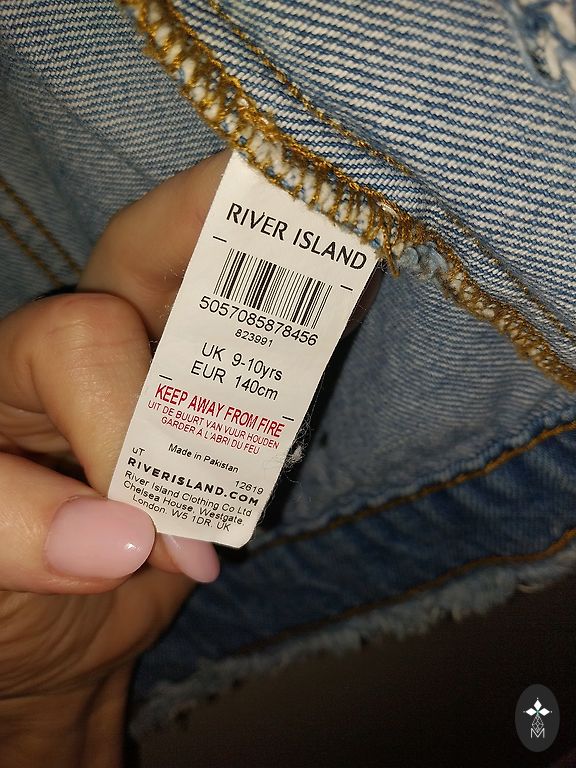 RIVER ISLAND
5057085878456
823991
UK 9-10yrs
EUR 140cm
KEEP AWAY FROM FIRE
UIT DE BUURT VAN VUUR HOUDEN
GARDER À L'ABRI DU FEU
Made in Pakistan
uT 12619
RIVERISLAND.COM
River Island Clothing Co Ltd
Chelsea House, Westgate
London. W5 1DR. UK
M